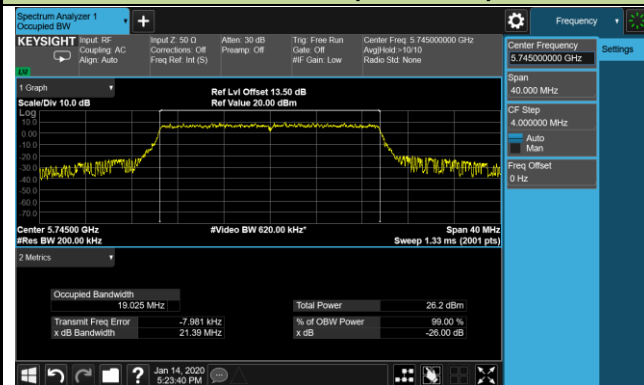 Spectrum Analyzer 1
Occupied BW
Frequency
KEYSIGHT
Input: RF
Coupling: AC
Align: Auto
Input Z: 50 Ω
Corrections: Off
Freq Ref: Int (S)
Atten: 30 dB
Preamp: Off
Trig: Free Run
Gate: Off
#IF Gain: Low
Center Freq: 5.745000000 GHz
Avg|Hold:>10/10
Radio Std: None
LW
Center Frequency
5.745000000 GHz
Settings
Span
40.000 MHz
CF Step
4.000000 MHz
Auto
Man
Freq Offset
0 Hz
1 Graph
Scale/Div 10.0 dB
Ref Lvl Offset 13.50 dB
Ref Value 20.00 dBm
Log
10.0
0.00
-10.0
-20.0
-30.0
-40.0
-50.0
-60.0
-70.0
Center 5.74500 GHz
#Video BW 620.00 kHz*
Span 40 MHz
#Res BW 200.00 kHz
Sweep 1.33 ms (2001 pts)
2 Metrics
Occupied Bandwidth
19.025 MHz
Total Power 26.2 dBm
Transmit Freq Error -7.981 kHz
% of OBW Power 99.00 %
x dB Bandwidth 21.39 MHz
x dB -26.00 dB
Jan 14, 2020
5:23:40 PM